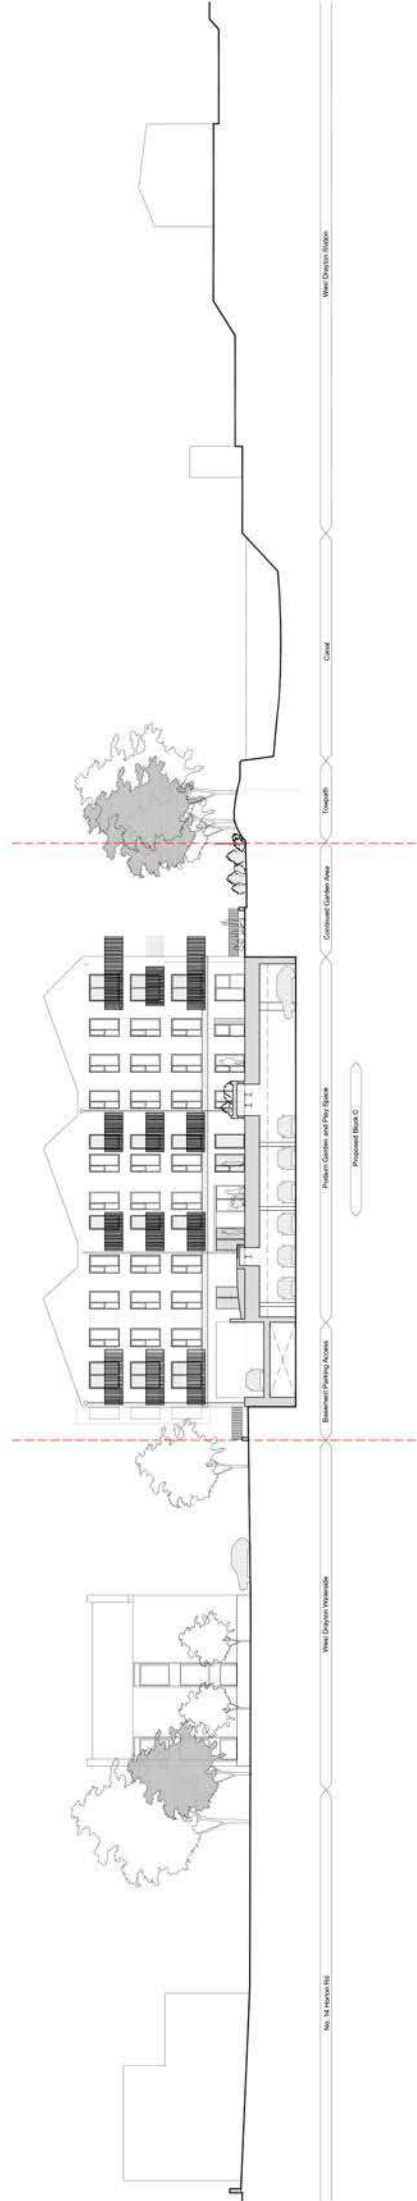 No. 14 Horton Rd
West Drayton Waterside
Basement Parking Access
Podium Garden and Play Space
Continued Garden Area
Towpath
Canal
West Drayton Station
Proposed Block C